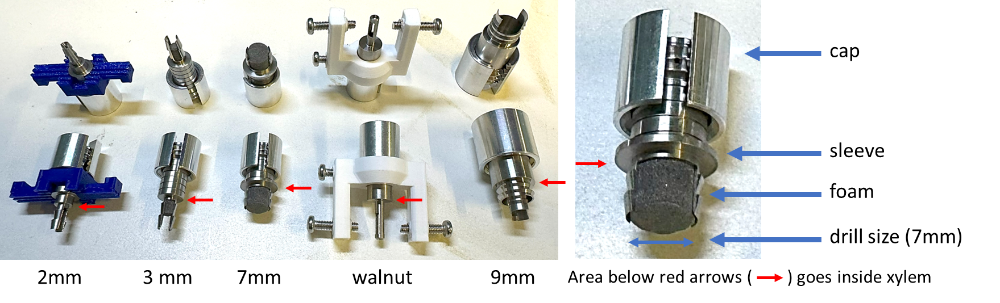 cap
sleeve
foam
drill size (7mm)
2mm
3 mm
7mm
walnut
9mm
Area below red arrows ( → ) goes inside xylem